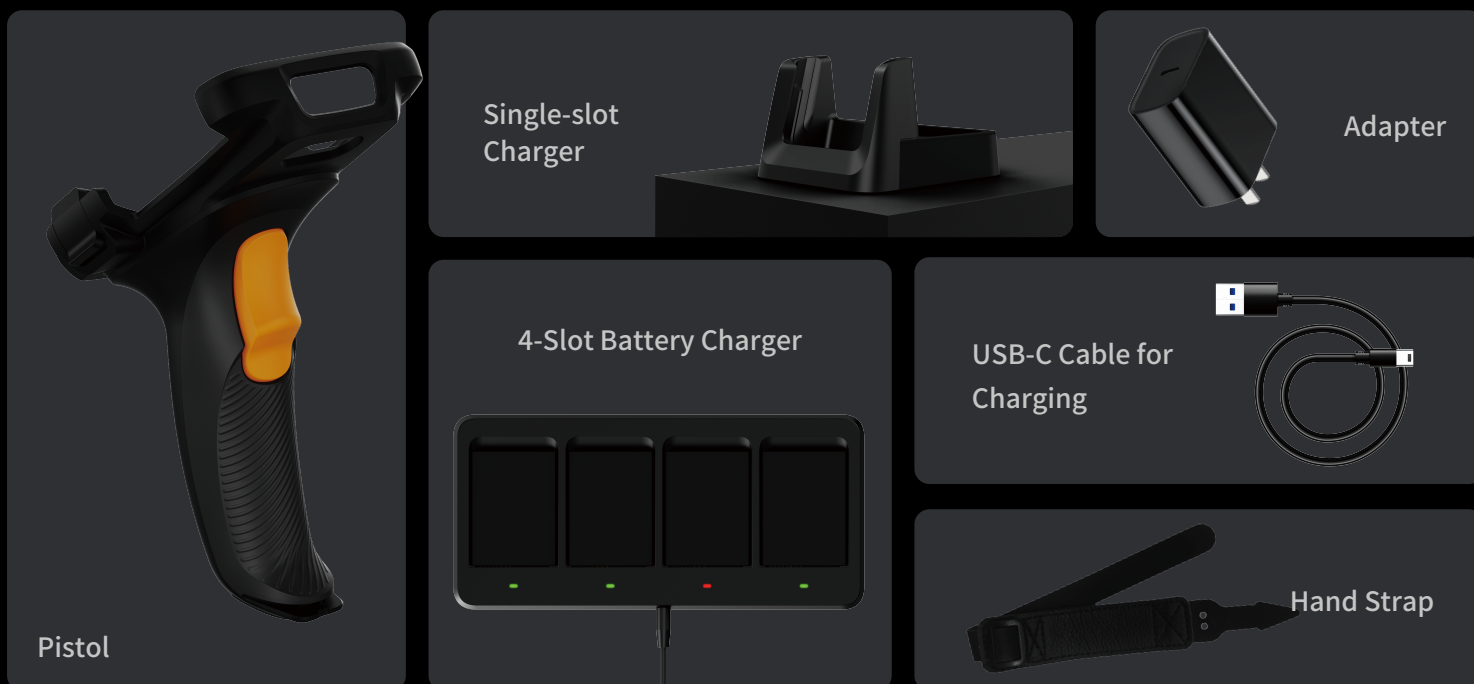 Single-slot
Charger
Adapter
4-Slot Battery Charger
USB-C Cable for
Charging
Hand Strap
Pistol